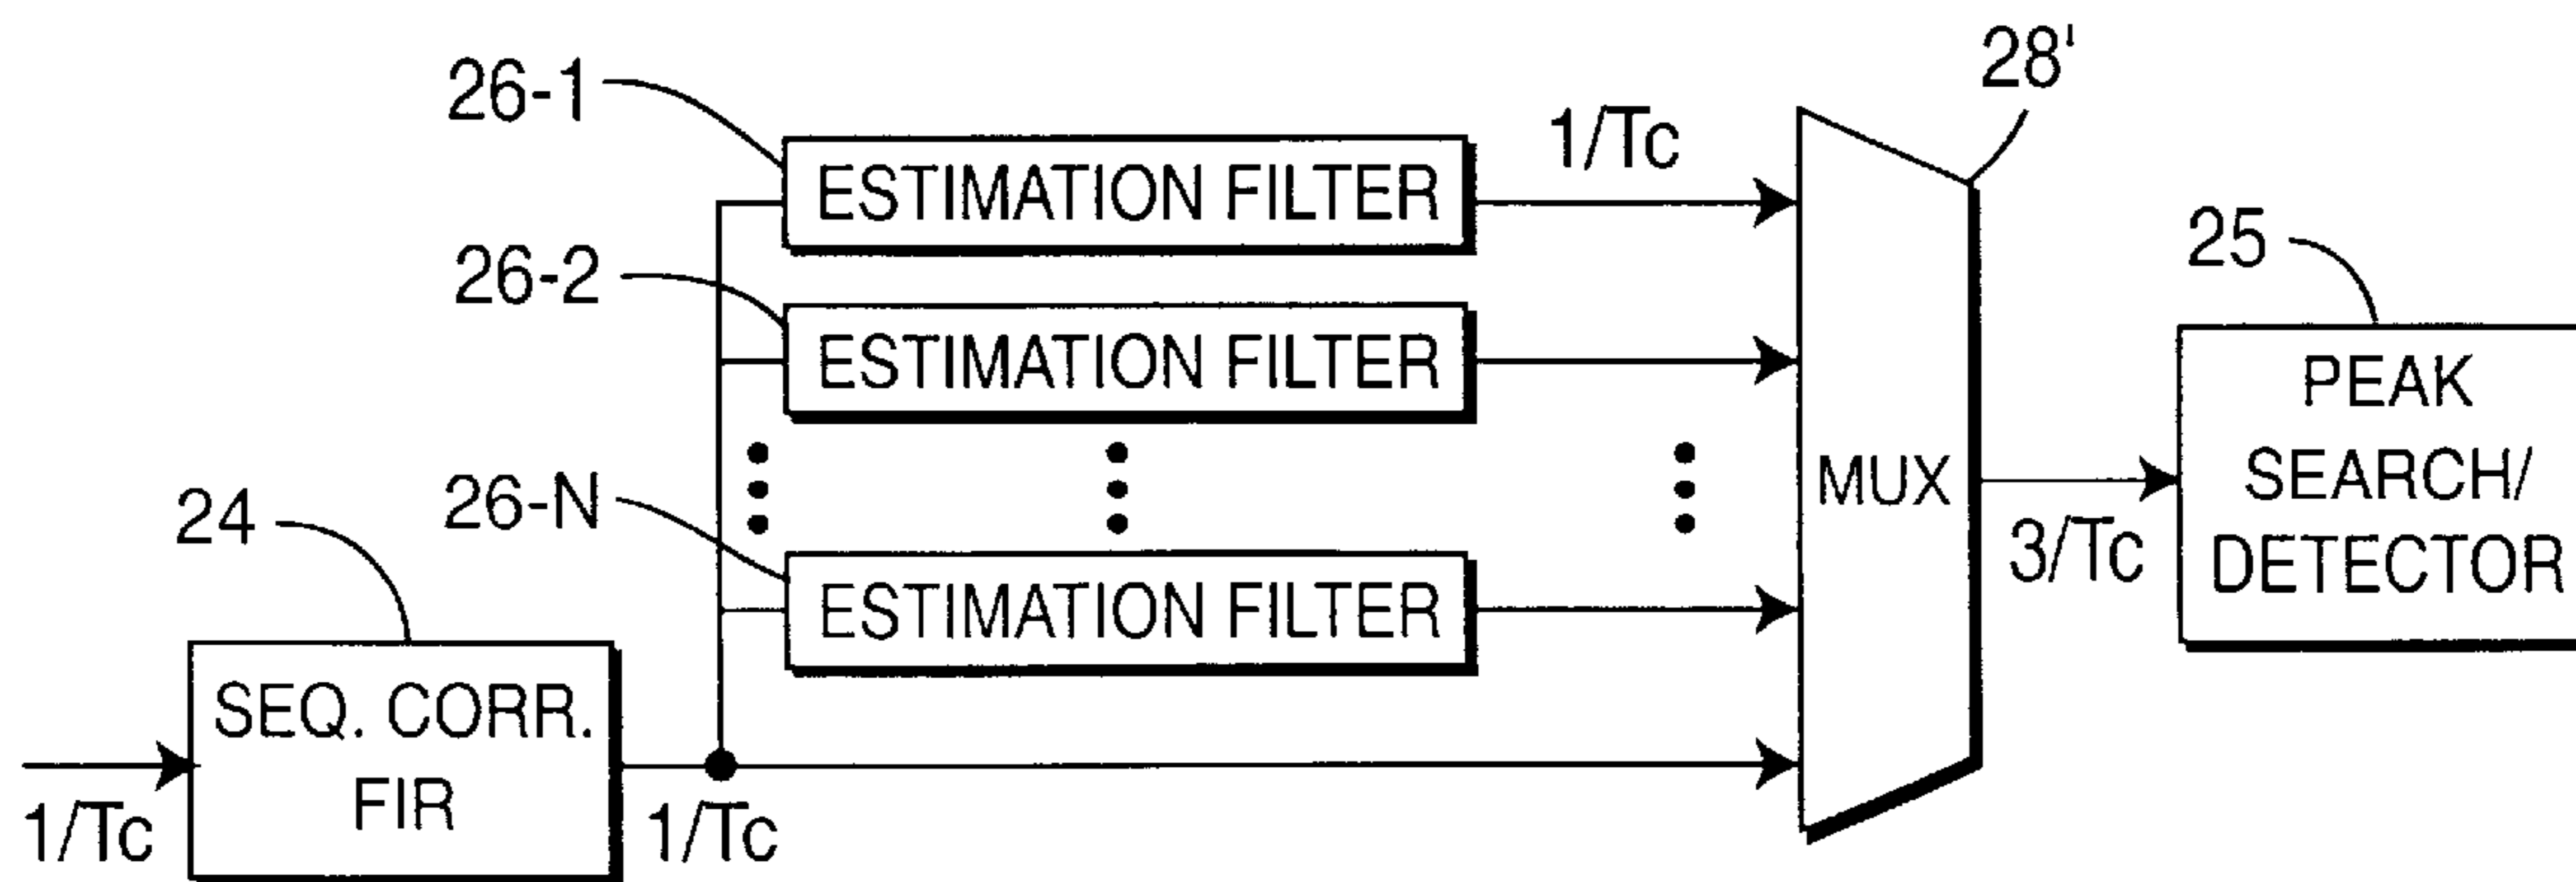 28'
26-1
1/Tc
ESTIMATION FILTER
25
26-2
ESTIMATION FILTER
PEAK
SEARCH/
DETECTOR
MUX
3/Tc
26-N
24
ESTIMATION FILTER
SEQ. CORR.
FIR
1/Tc
1/Tc